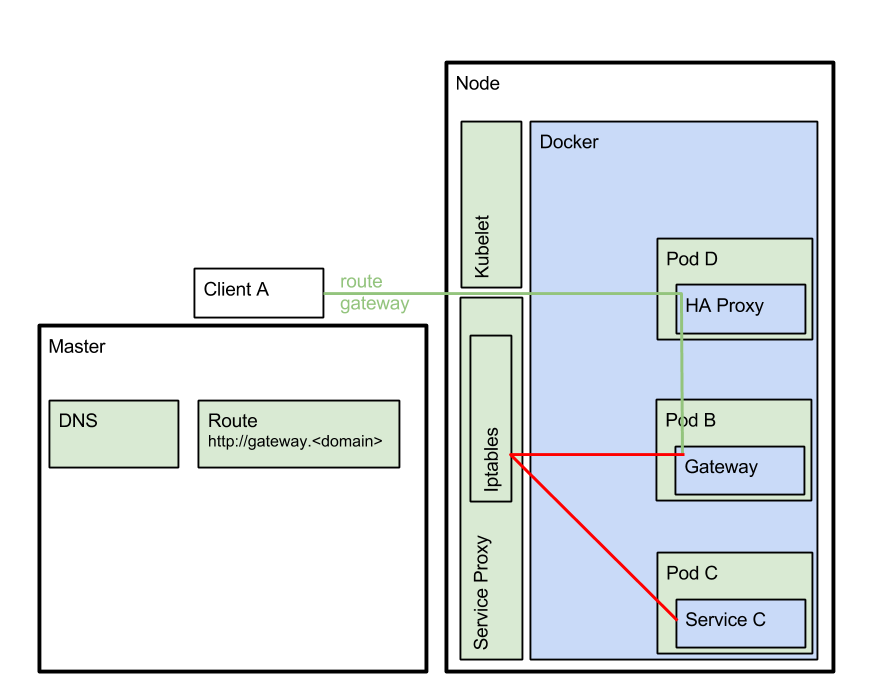 Node
Docker
Kubelet
Pod D
HA Proxy
Client A
route
gateway
Master
DNS
Route
http://gateway.<domain>
Iptables
Service Proxy
Pod B
Gateway
Pod C
Service C